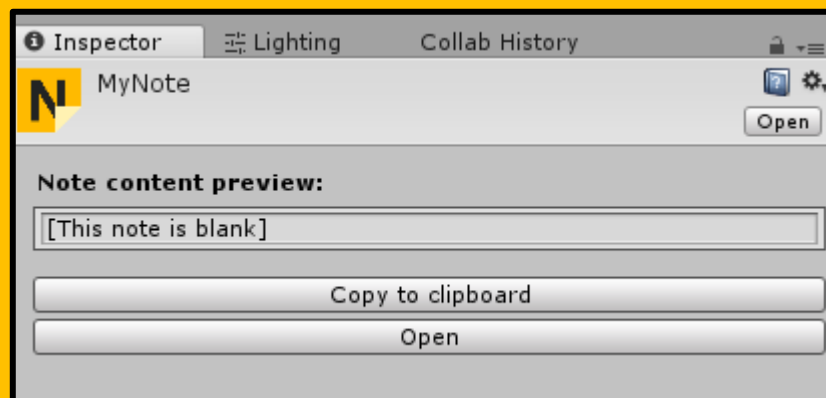 Inspector Lighting Collab History
N MyNote
Open
Note content preview:
[This note is blank]
Copy to clipboard
Open